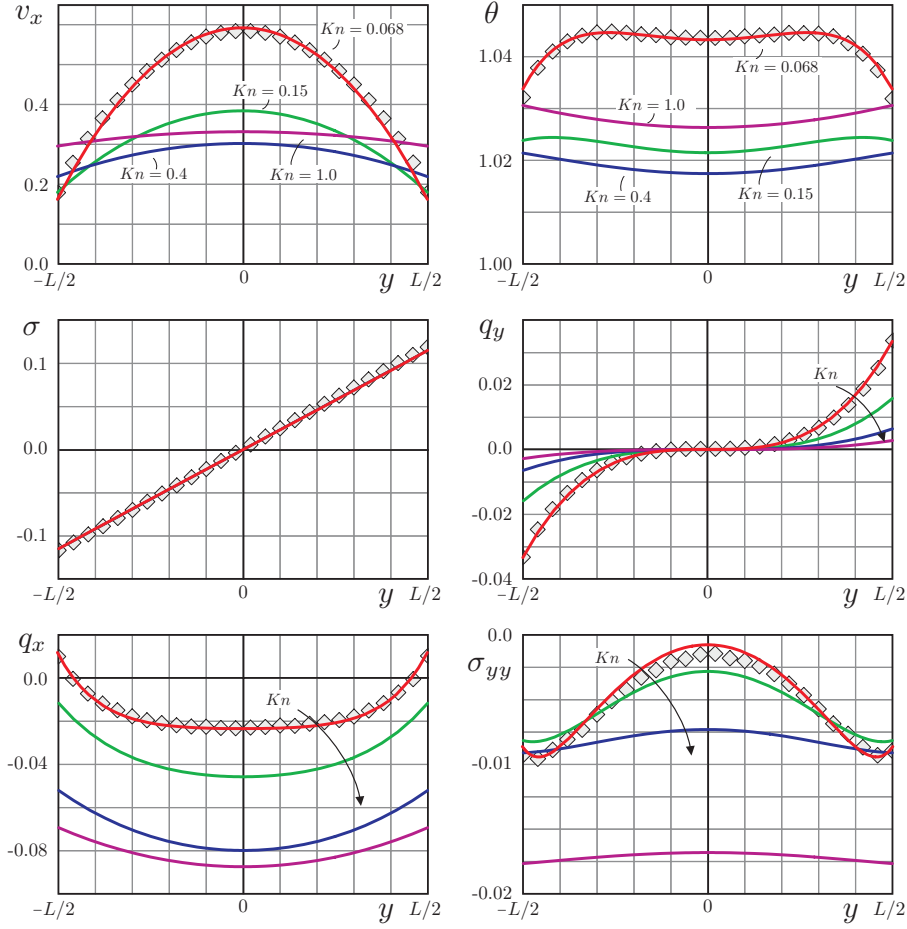 v_x
Kn = 0.068
Kn = 0.15
0.4
Kn = 0.4
Kn = 1.0
0.2
0.0
−L/2
0
y
L/2
θ
1.04
Kn = 0.068
Kn = 1.0
1.02
Kn = 0.4
Kn = 0.15
1.00
−L/2
0
y
L/2
σ
0.1
0.0
-0.1
−L/2
0
y
L/2
q_y
0.02
Kn
0.0
-0.02
-0.04
−L/2
0
y
L/2
q_x
0.0
Kn
-0.04
-0.08
−L/2
0
y
L/2
0.0
σ_yy
Kn
-0.01
-0.02
−L/2
0
y
L/2